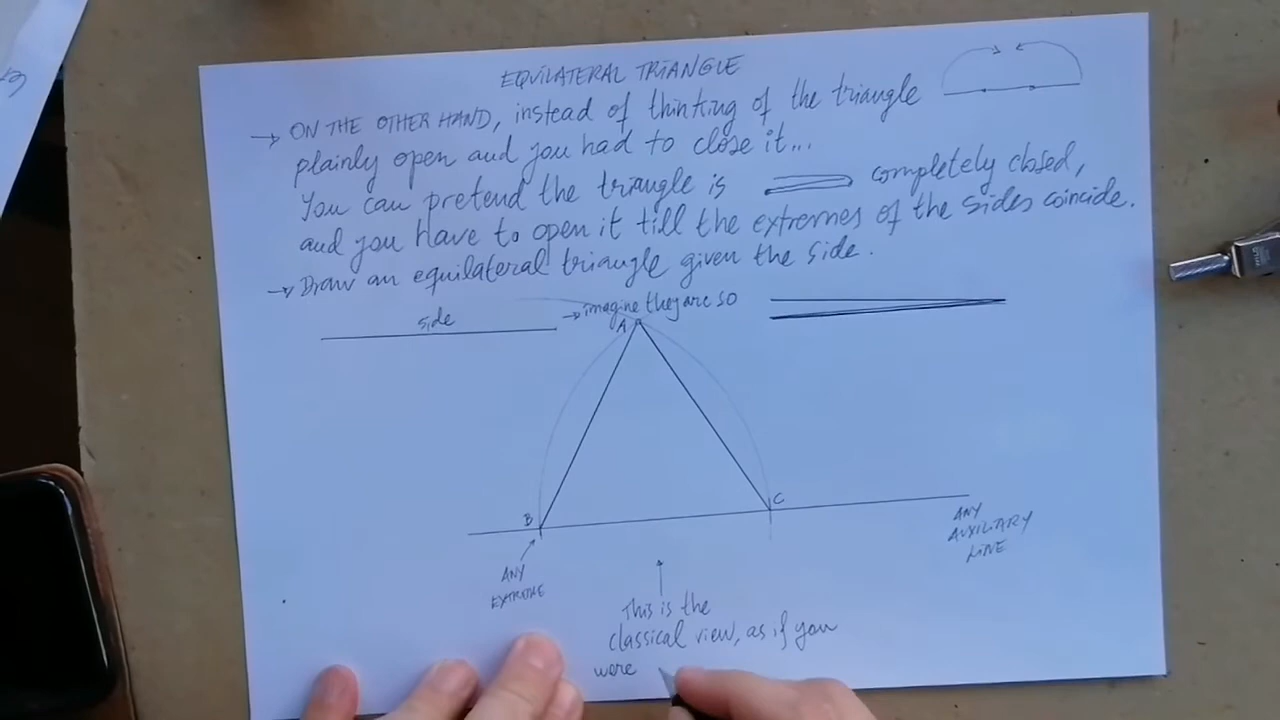 EQUILATERAL TRIANGLE
→ ON THE OTHER HAND, instead of thinking of the triangle
plainly open and you had to close it...
You can pretend the triangle is completely closed,
and you have to open it till the extremes of the sides coincide.
→ Draw an equilateral triangle given the side.
side
→ imagine they are so
A
B
C
ANY
EXTREME
ANY
AUXILIARY
LINE
This is the
classical view, as if you
were